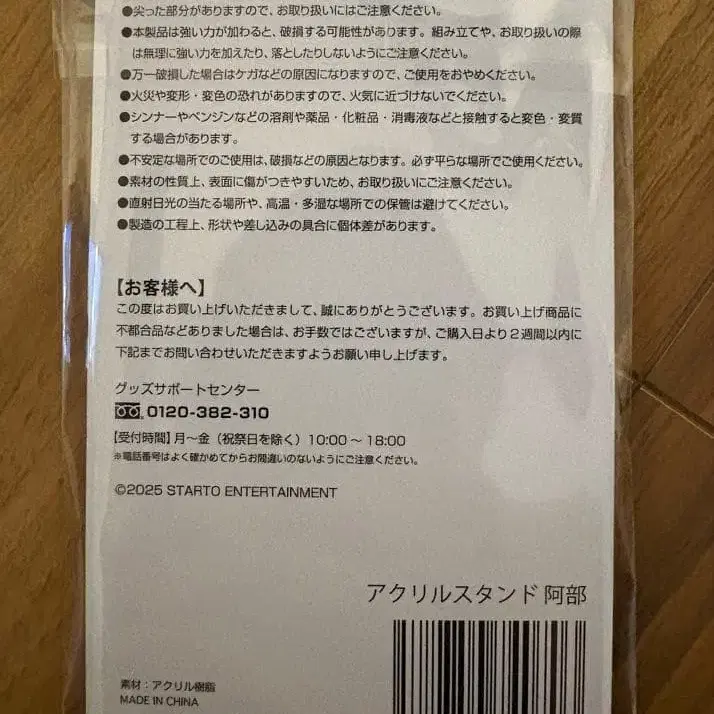 ●尖った部分がありますので、お取り扱いにはご注意ください。
●本製品は強い力が加わると、破損する可能性があります。組み立てや、お取り扱いの際
は無理に強い力を加えたり、落としたりしないようにご注意ください。
●万一破損した場合はケガなどの原因になりますので、ご使用をおやめください。
●火災や変形・変色の恐れがありますので、火気に近づけないでください。
●シンナーやベンジンなどの溶剤や薬品・化粧品・消毒液などと接触すると変色・変質
する場合があります。
●不安定な場所でのご使用は、破損などの原因となります。必ず平らな場所でご使用ください。
●素材の性質上、表面に傷がつきやすいため、お取り扱いにご注意ください。
●直射日光の当たる場所や、高温・多湿な場所での保管は避けてください。
●製造の工程上、形状や差し込みの具合に個体差があります。
【お客様へ】
この度はお買い上げいただきまして、誠にありがとうございます。お買い上げ商品に
不都合品などありました場合は、お手数ではございますが、ご購入日より2週間以内に
下記までお問い合わせいただきますようお願い申し上げます。
グッズサポートセンター
0120-382-310
【受付時間】月〜金（祝祭日を除く）10:00〜18:00
※電話番号はよく確かめてからお間違いのないようにご注意ください。
©2025 STARTO ENTERTAINMENT
アクリルスタンド 阿部
素材：アクリル樹脂
MADE IN CHINA